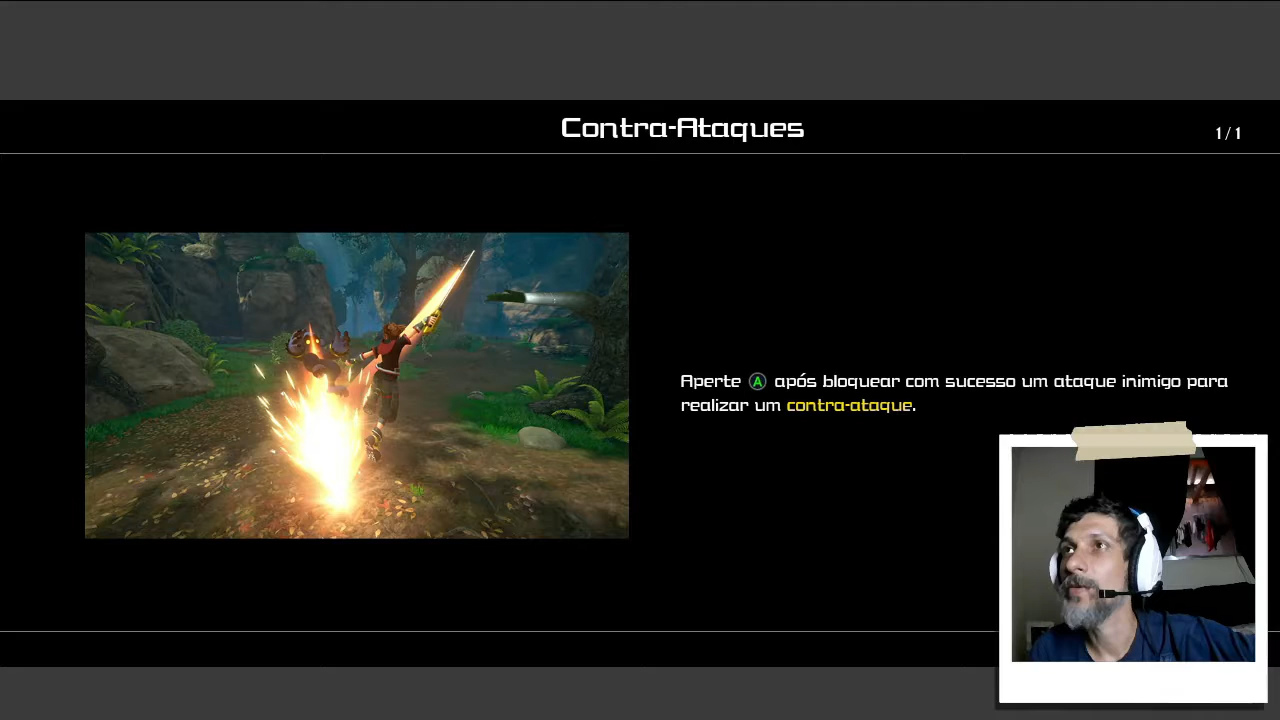 Contra-Ataques
1/1
Aperte A após bloquear com sucesso um ataque inimigo para
realizar um contra-ataque.